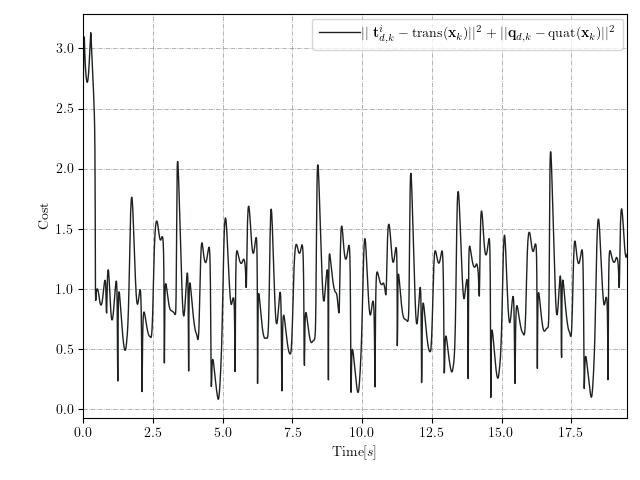 || t^i_{d,k} − trans(x_k)||^2 + ||q_{d,k} − quat(x_k)||^2
3.0
2.5
2.0
1.5
1.0
0.5
0.0
Cost
0.0 2.5 5.0 7.5 10.0 12.5 15.0 17.5
Time[s]